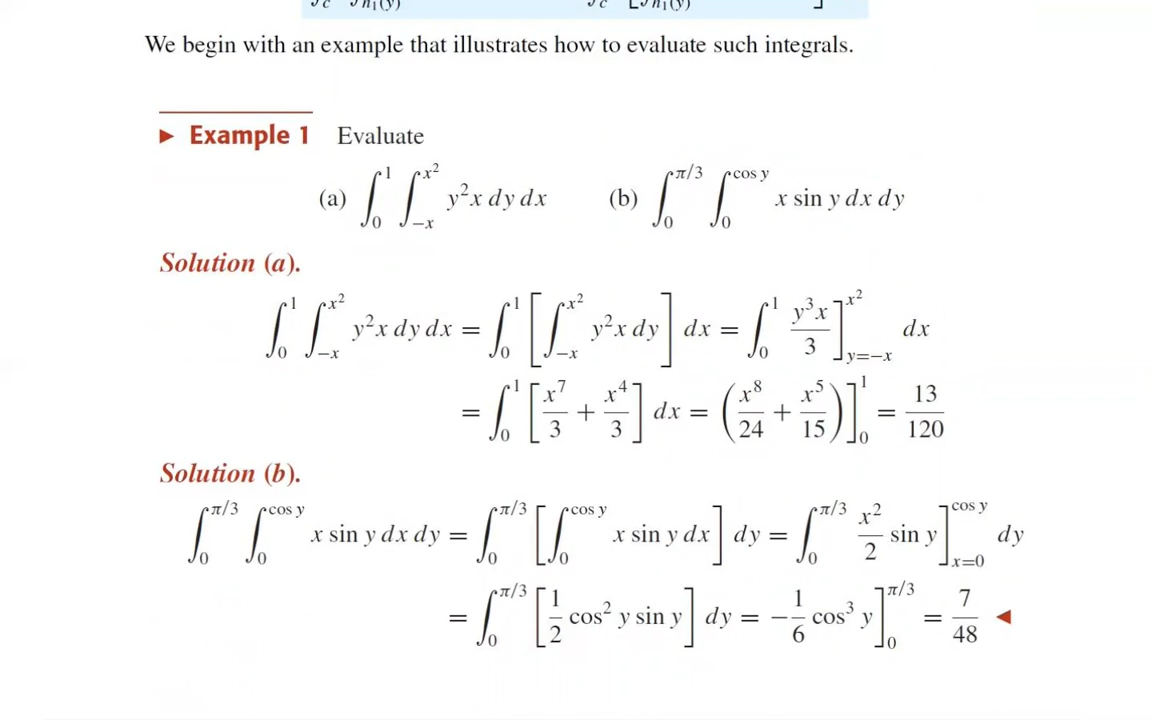 We begin with an example that illustrates how to evaluate such integrals.
► Example 1 Evaluate
(a) ∫₀¹ ∫₋ₓ^(x²) y²x dy dx (b) ∫₀^(π/3) ∫₀^(cos y) x sin y dx dy
Solution (a).
∫₀¹ ∫₋ₓ^(x²) y²x dy dx = ∫₀¹ [∫₋ₓ^(x²) y²x dy] dx = ∫₀¹ y³x/3 ]_(y=−x)^(x²) dx
= ∫₀¹ [x⁷/3 + x⁴/3] dx = (x⁸/24 + x⁵/15)]₀¹ = 13/120
Solution (b).
∫₀^(π/3) ∫₀^(cos y) x sin y dx dy = ∫₀^(π/3) [∫₀^(cos y) x sin y dx] dy = ∫₀^(π/3) x²/2 sin y]_(x=0)^(cos y) dy
= ∫₀^(π/3) [1/2 cos² y sin y] dy = −1/6 cos³ y]₀^(π/3) = 7/48 ◄